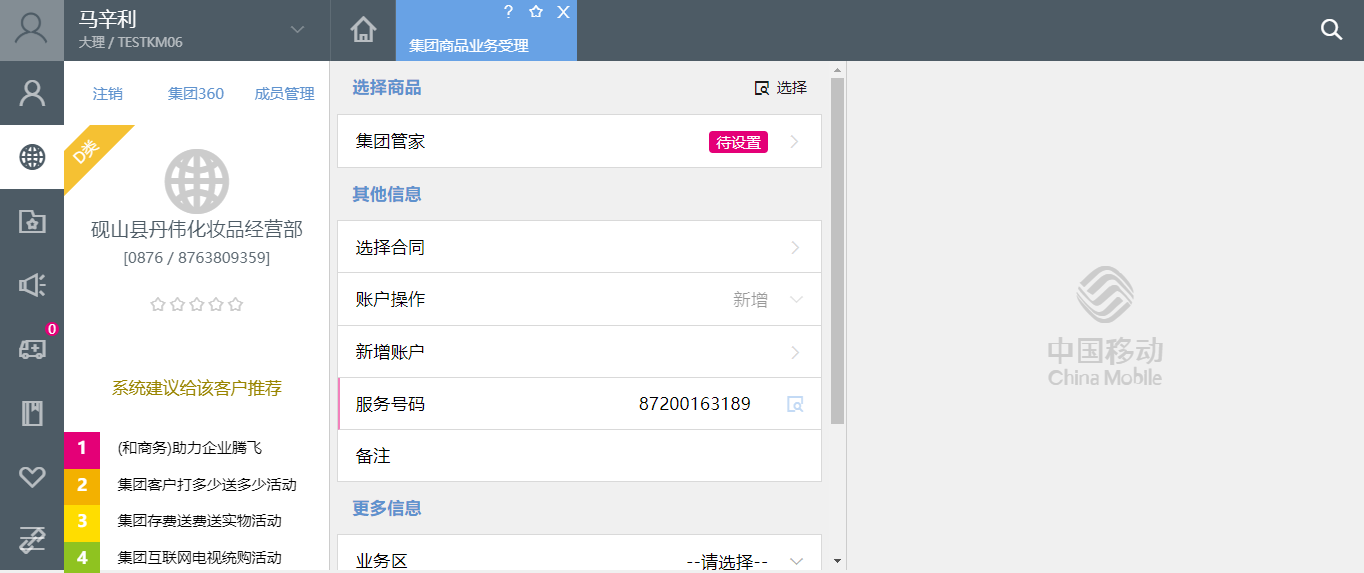 马辛利
大理 / TESTKM06
? X
集团商品业务受理
注销 集团360 成员管理
D类
砚山县丹伟化妆品经营部
[0876 / 8763809359]
0
系统建议给该客户推荐
1 (和商务)助力企业腾飞
2 集团客户打多少送多少活动
3 集团存费送费送实物活动
4 集团互联网电视统购活动
选择商品 选择
集团管家 待设置
其他信息
选择合同
账户操作 新增
新增账户
服务号码 87200163189
备注
更多信息
业务区 --请选择--
中国移动
China Mobile